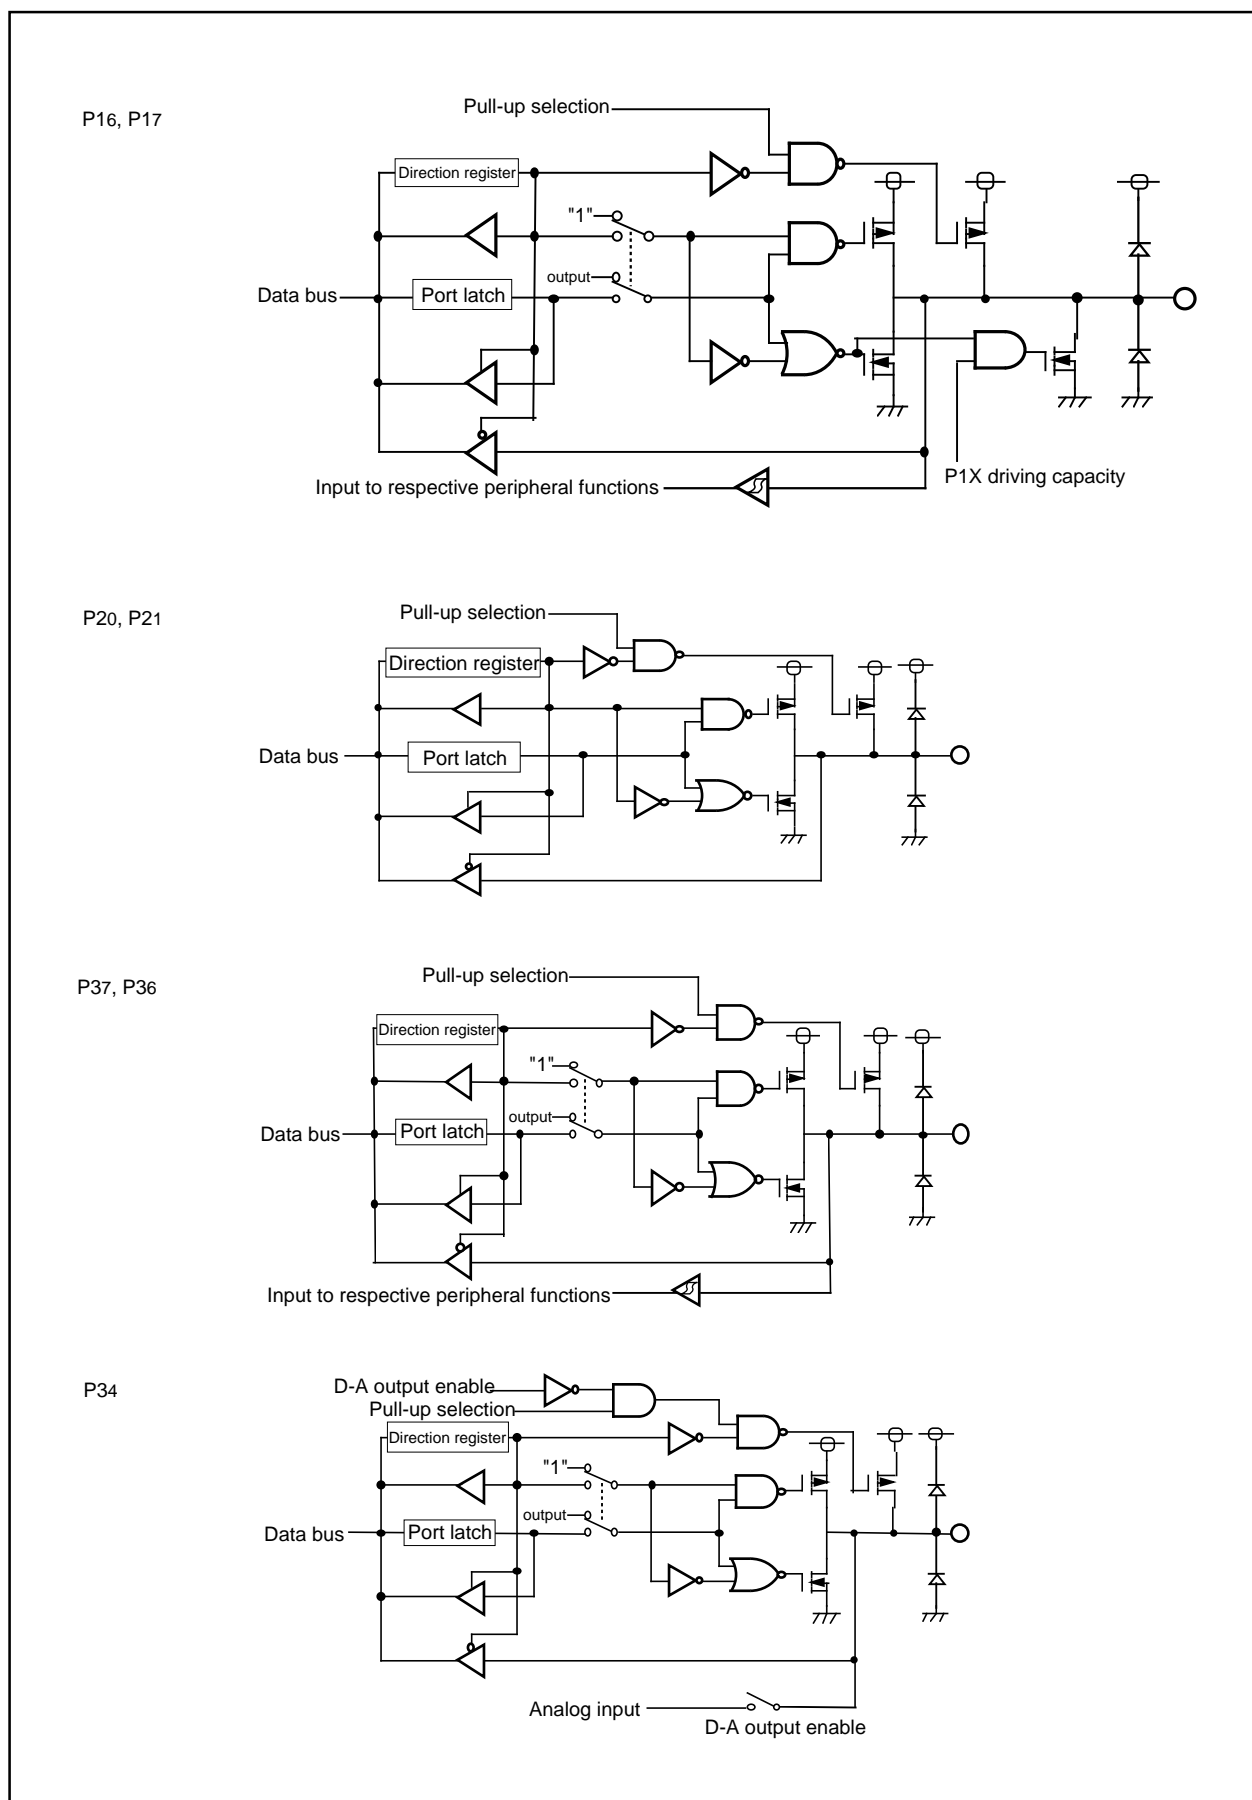 P16, P17
Pull-up selection
Direction register
"1"
output
Data bus
Port latch
Input to respective peripheral functions
P1X driving capacity
P20, P21
Pull-up selection
Direction register
Data bus
Port latch
P37, P36
Pull-up selection
Direction register
"1"
output
Data bus
Port latch
Input to respective peripheral functions
P34
D-A output enable
Pull-up selection
Direction register
"1"
output
Data bus
Port latch
Analog input
D-A output enable